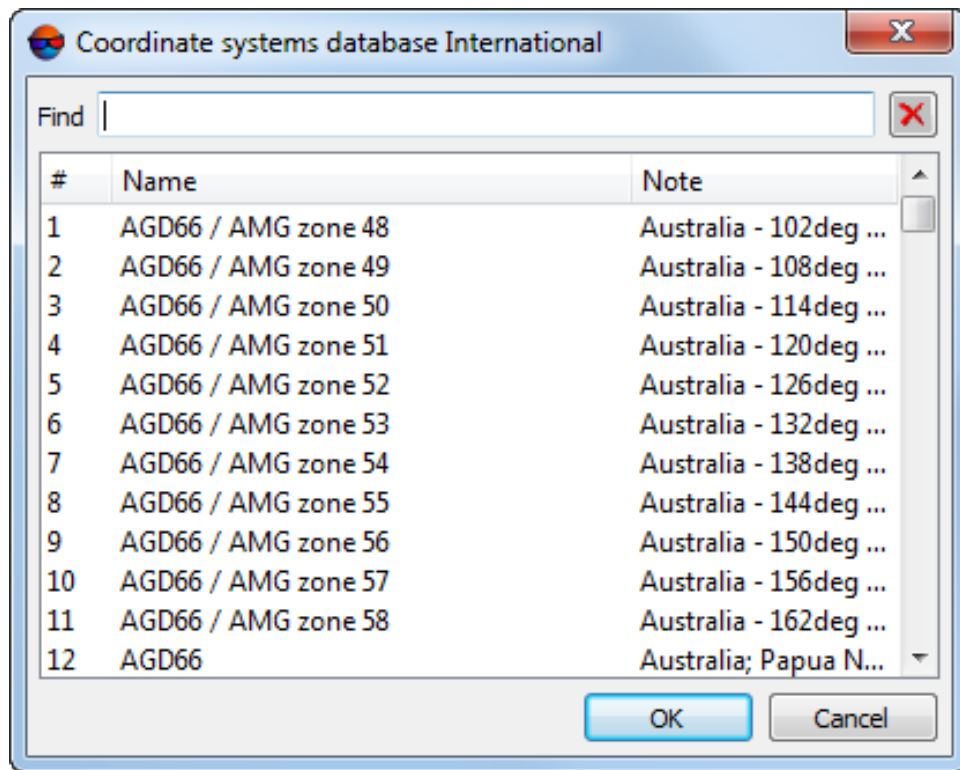 Coordinate systems database International
Find
# Name Note
1 AGD66 / AMG zone 48 Australia - 102deg ...
2 AGD66 / AMG zone 49 Australia - 108deg ...
3 AGD66 / AMG zone 50 Australia - 114deg ...
4 AGD66 / AMG zone 51 Australia - 120deg ...
5 AGD66 / AMG zone 52 Australia - 126deg ...
6 AGD66 / AMG zone 53 Australia - 132deg ...
7 AGD66 / AMG zone 54 Australia - 138deg ...
8 AGD66 / AMG zone 55 Australia - 144deg ...
9 AGD66 / AMG zone 56 Australia - 150deg ...
10 AGD66 / AMG zone 57 Australia - 156deg ...
11 AGD66 / AMG zone 58 Australia - 162deg ...
12 AGD66 Australia; Papua N...
OK Cancel